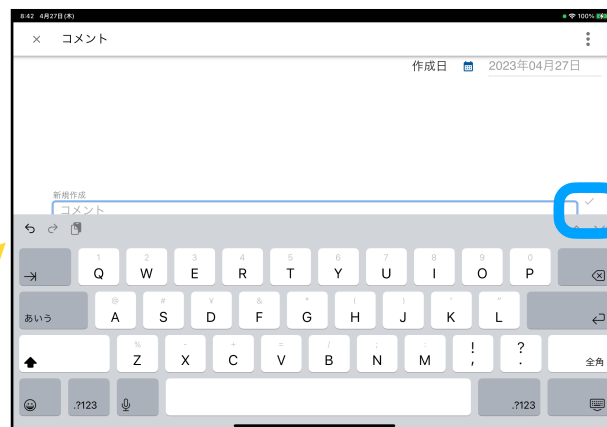 8:42 4月27日(木)
100%
× コメント
作成日 2023年04月27日
新規作成
コメント
1 2 3 4 5 6 7 8 9 0
Q W E R T Y U I O P
@ # ¥ & * ( ) ' "
あいう A S D F G H J K L
% - + = / ; :
Z X C V B N M ! , ? . 全角
.?123 .?123